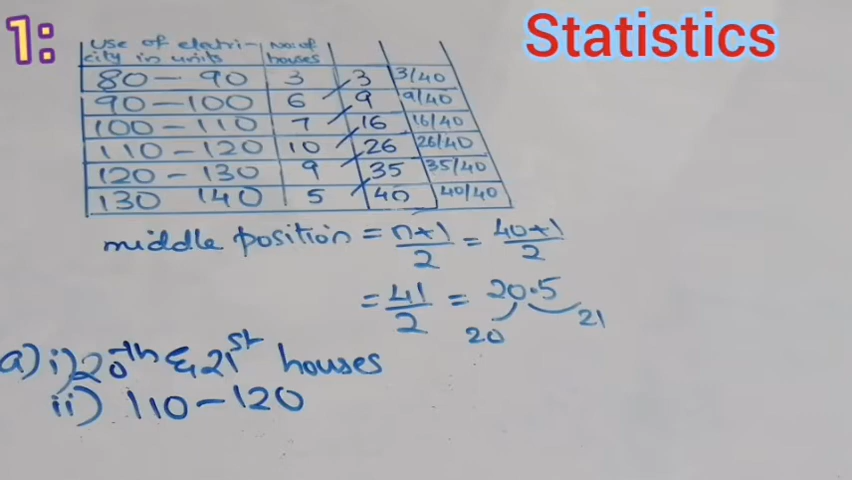 1:
Statistics
Use of electri- No: of
city in units houses
80 - 90 3 3 3/40
90 - 100 6 9 9/40
100 - 110 7 16 16/40
110 - 120 10 26 26/40
120 - 130 9 35 35/40
130 140 5 40 40/40
middle position = n+1/2 = 40+1/2
= 41/2 = 20.5
20 21
a) i) 20th & 21st houses
ii) 110 - 120